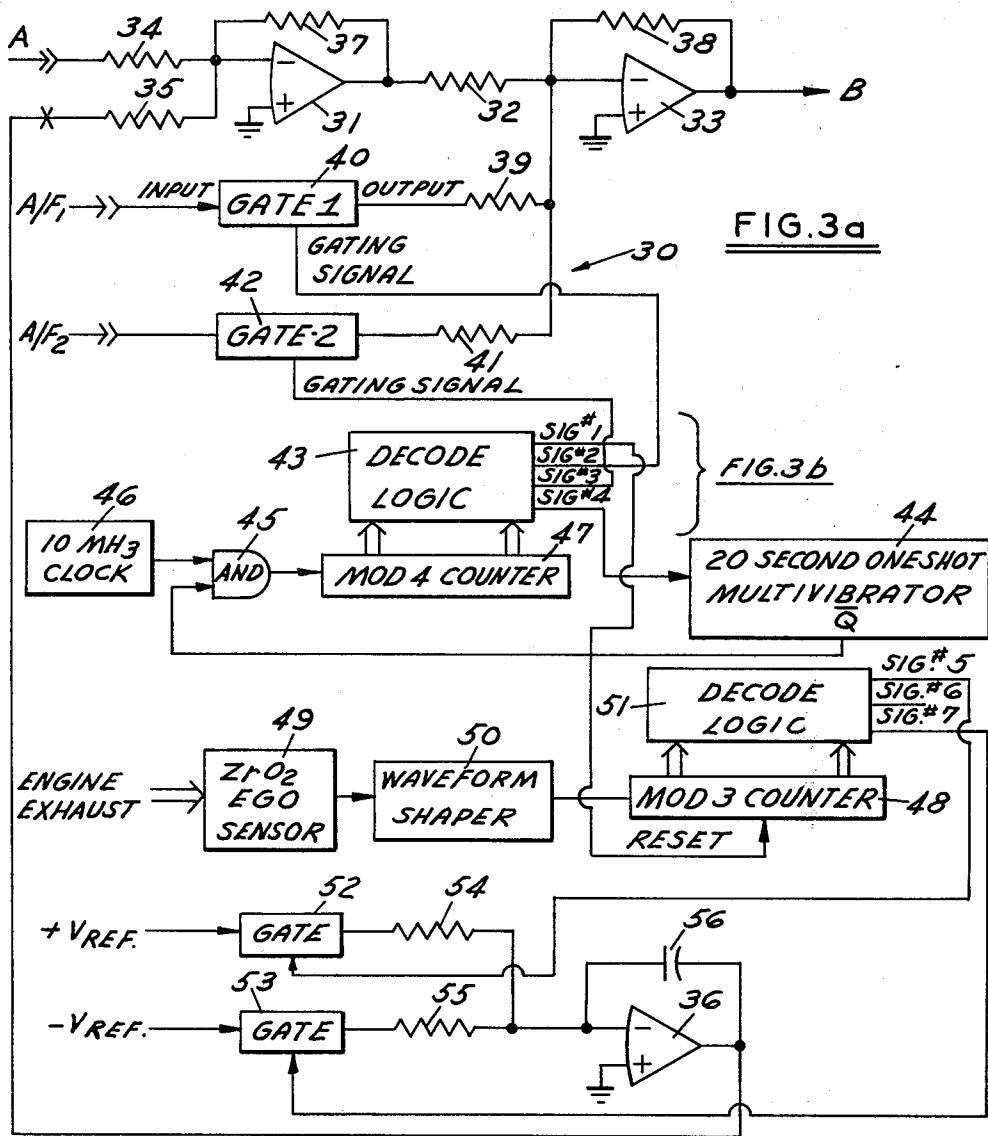 A
34
37
38
35
31
32
33
B
40
39
A/F1
INPUT
GATE 1
OUTPUT
FIG.3a
GATING
SIGNAL
30
42
A/F2
GATE-2
41
GATING SIGNAL
43
DECODE
LOGIC
SIG#1
SIG#2
SIG#3
SIG#4
FIG.3b
46
10 MH3
CLOCK
45
AND
47
MOD 4 COUNTER
44
20 SECOND ONESHOT
MULTIVIBRATOR
Q̅
51
DECODE
LOGIC
SIG.#5
SIG.#6
SIG.#7
ENGINE
EXHAUST
49
ZrO2
EGO
SENSOR
50
WAVEFORM
SHAPER
MOD 3 COUNTER
48
RESET
52
54
+VREF.
GATE
56
53
55
-VREF.
GATE
36